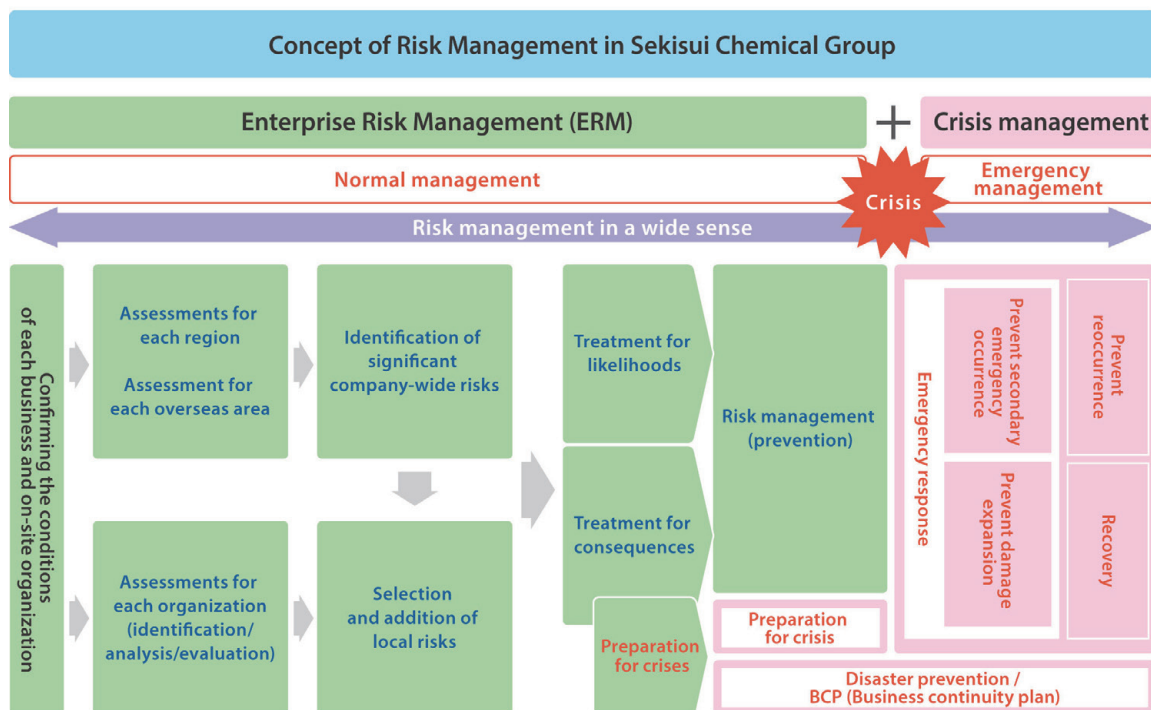 Concept of Risk Management in Sekisui Chemical Group
Enterprise Risk Management (ERM)
+
Crisis management
Normal management
Crisis
Emergency
management
Risk management in a wide sense
Confirming the conditions
of each business and on-site organization
Assessments for
each region
Assessment for
each overseas area
Identification of
significant
company-wide risks
Assessments for
each organization
(identification/
analysis/evaluation)
Selection
and addition of
local risks
Treatment for
likelihoods
Treatment for
consequences
Preparation
for crises
Risk management
(prevention)
Preparation
for crisis
Disaster prevention /
BCP (Business continuity plan)
Emergency response
Prevent secondary
emergency
occurrence
Prevent damage
expansion
Prevent
reoccurrence
Recovery